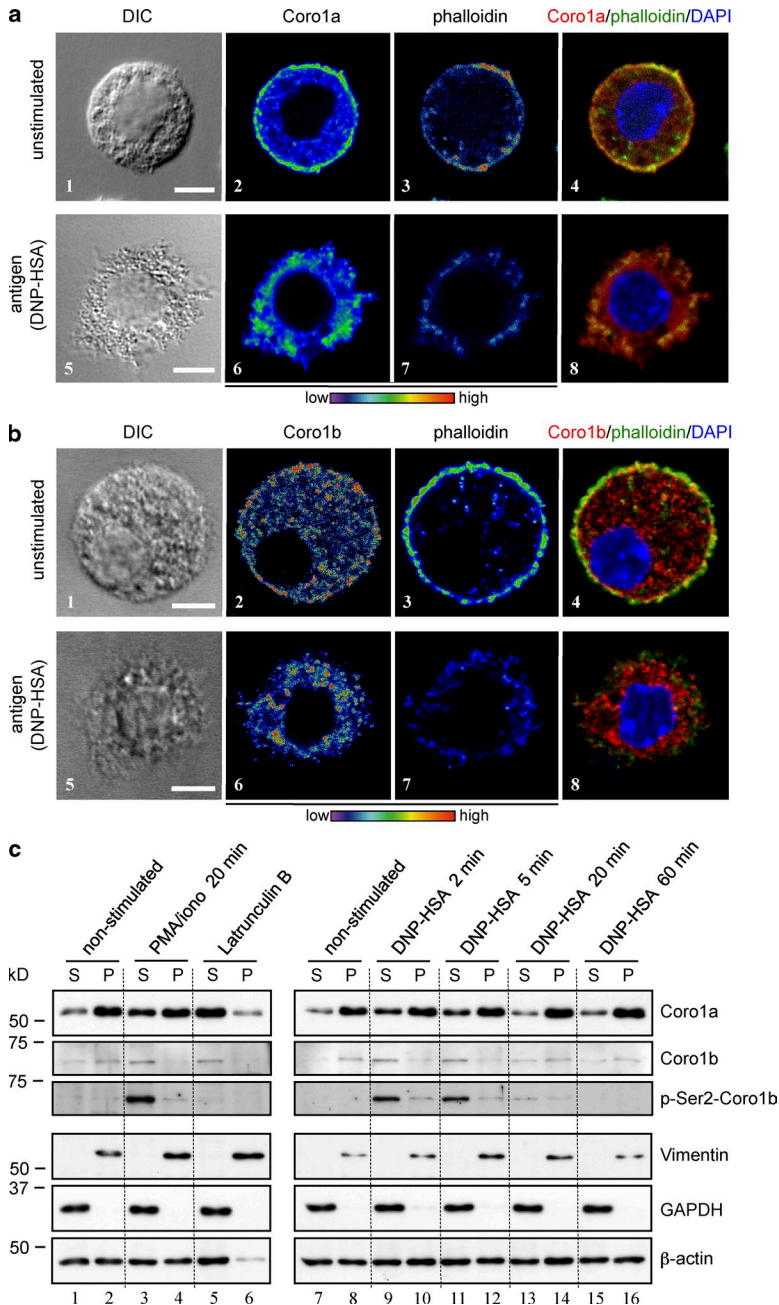 a
DIC Coro1a phalloidin Coro1a/phalloidin/DAPI
unstimulated
1 2 3 4
antigen
(DNP-HSA)
5 6 7 8
low high
b
DIC Coro1b phalloidin Coro1b/phalloidin/DAPI
unstimulated
1 2 3 4
antigen
(DNP-HSA)
5 6 7 8
low high
c
non-stimulated PMA/iono 20 min Latrunculin B non-stimulated DNP-HSA 2 min DNP-HSA 5 min DNP-HSA 20 min DNP-HSA 60 min
kD S P S P S P S P S P S P S P S P
50 Coro1a
75
Coro1b
75
p-Ser2-Coro1b
50 Vimentin
37
GAPDH
50
β-actin
1 2 3 4 5 6 7 8 9 10 11 12 13 14 15 16